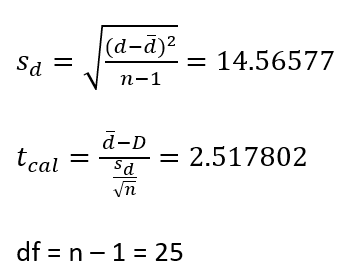 s_d = √((d−d̄)²/(n−1)) = 14.56577
t_cal = (d̄−D)/(s_d/√n) = 2.517802
df = n – 1 = 25